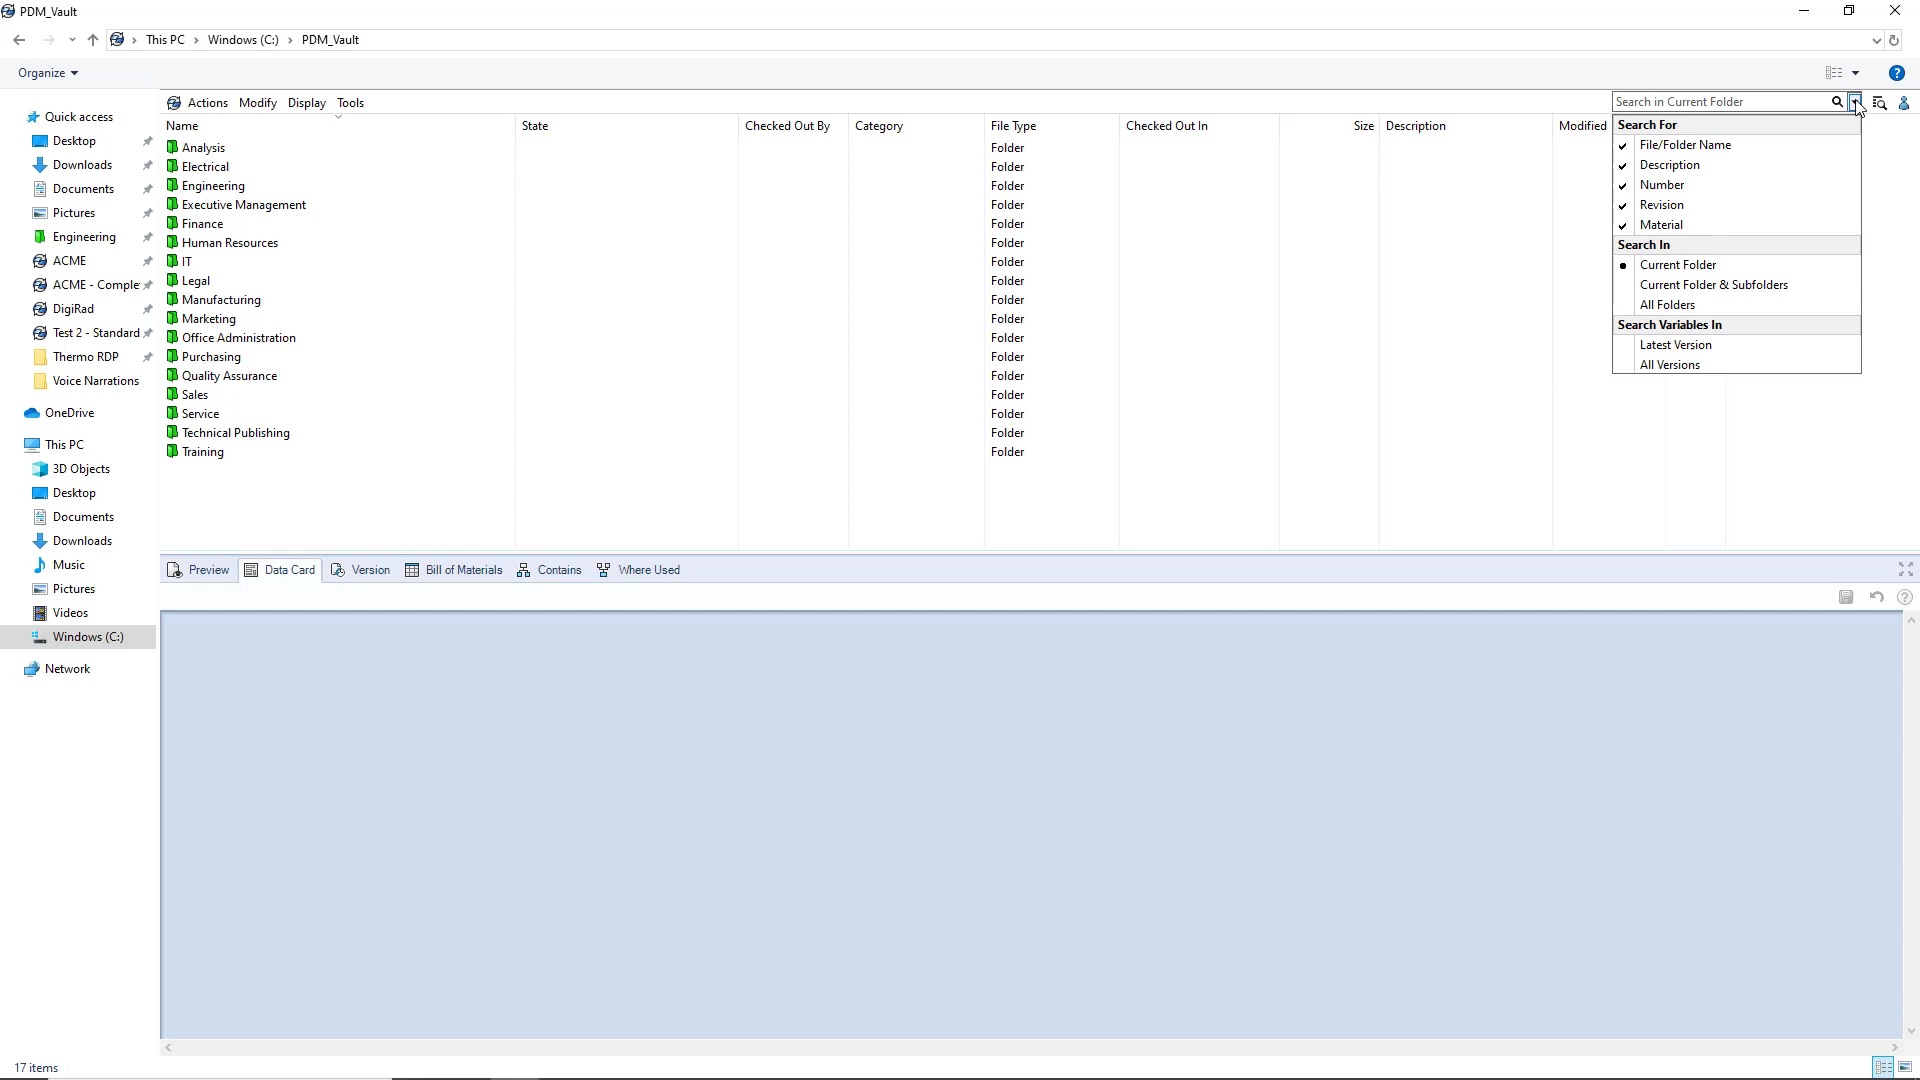 PDM_Vault
This PC > Windows (C:) > PDM_Vault
Organize
Actions Modify Display Tools
Search in Current Folder
Name State Checked Out By Category File Type Checked Out In Size Description Modified
Analysis Folder
Electrical Folder
Engineering Folder
Executive Management Folder
Finance Folder
Human Resources Folder
IT Folder
Legal Folder
Manufacturing Folder
Marketing Folder
Office Administration Folder
Purchasing Folder
Quality Assurance Folder
Sales Folder
Service Folder
Technical Publishing Folder
Training Folder
Search For
File/Folder Name
Description
Number
Revision
Material
Search In
Current Folder
Current Folder & Subfolders
All Folders
Search Variables In
Latest Version
All Versions
Quick access
Desktop
Downloads
Documents
Pictures
Engineering
ACME
ACME - Comple
DigiRad
Test 2 - Standard
Thermo RDP
Voice Narrations
OneDrive
This PC
3D Objects
Desktop
Documents
Downloads
Music
Pictures
Videos
Windows (C:)
Network
Preview Data Card Version Bill of Materials Contains Where Used
17 items